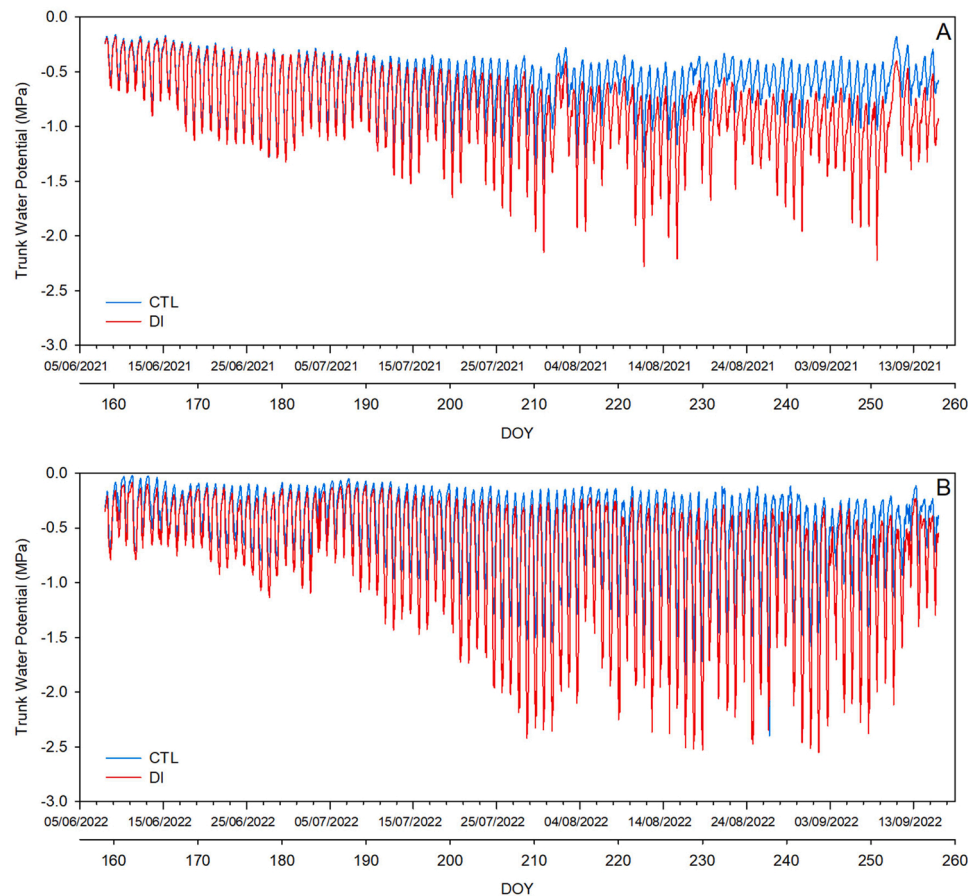 A
Trunk Water Potential (MPa)
0.0
-0.5
-1.0
-1.5
-2.0
-2.5
-3.0
CTL
DI
05/06/2021 15/06/2021 25/06/2021 05/07/2021 15/07/2021 25/07/2021 04/08/2021 14/08/2021 24/08/2021 03/09/2021 13/09/2021
160 170 180 190 200 210 220 230 240 250 260
DOY
B
Trunk Water Potential (MPa)
0.0
-0.5
-1.0
-1.5
-2.0
-2.5
-3.0
CTL
DI
05/06/2022 15/06/2022 25/06/2022 05/07/2022 15/07/2022 25/07/2022 04/08/2022 14/08/2022 24/08/2022 03/09/2022 13/09/2022
160 170 180 190 200 210 220 230 240 250 260
DOY